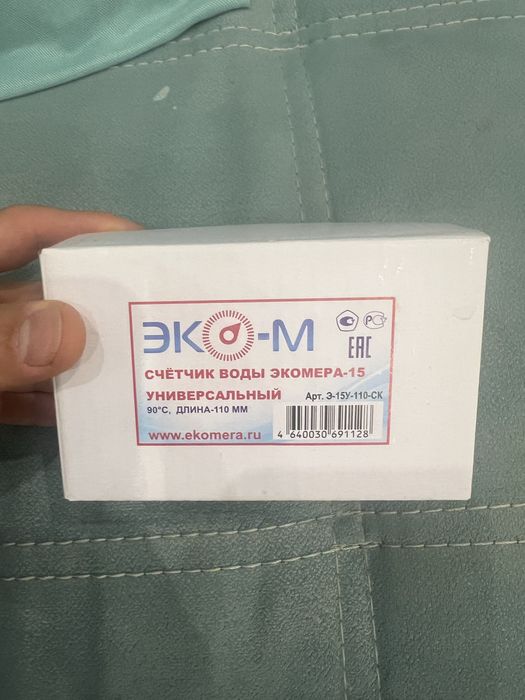 ЭКО-М
РСТ
ЕАС
СЧЁТЧИК ВОДЫ ЭКОМЕРА-15
УНИВЕРСАЛЬНЫЙ
Арт. Э-15У-110-СК
90°С, ДЛИНА-110 ММ
www.ekomera.ru
4 640030 691128